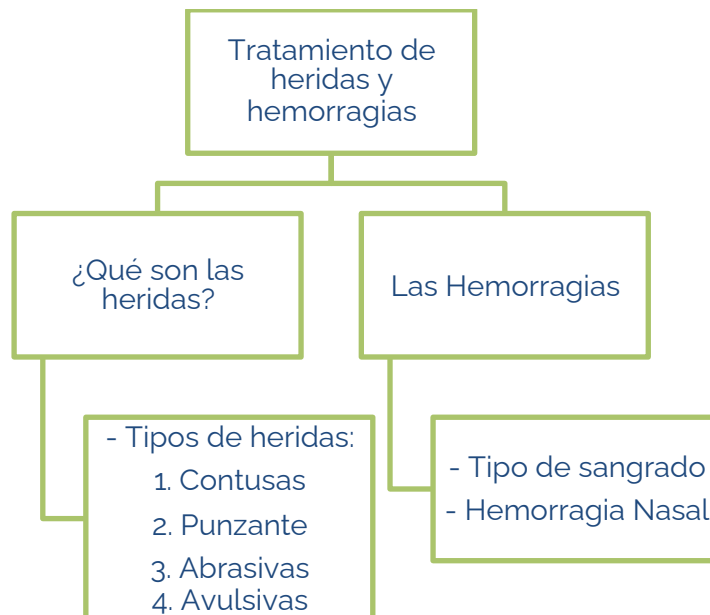 Tratamiento de
heridas y
hemorragias
¿Qué son las
heridas?
Las Hemorragias
- Tipos de heridas:
1. Contusas
2. Punzante
3. Abrasivas
4. Avulsivas
- Tipo de sangrado
- Hemorragia Nasal